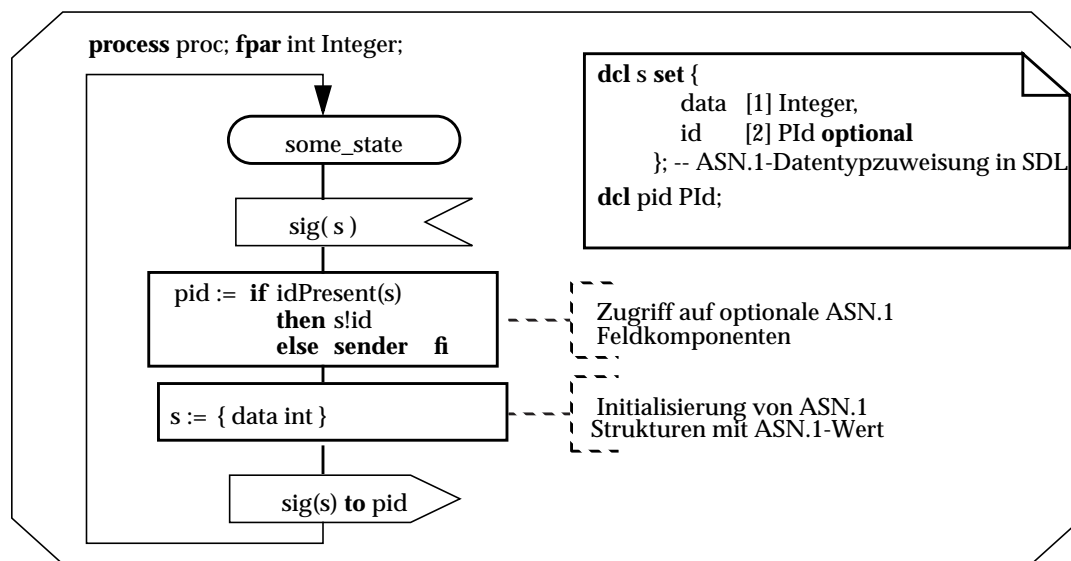 process proc; fpar int Integer;
dcl s set {
data [1] Integer,
id [2] PId optional
}; -- ASN.1-Datentypzuweisung in SDL
dcl pid PId;
some_state
sig( s )
pid := if idPresent(s)
then s!id
else sender fi
Zugriff auf optionale ASN.1
Feldkomponenten
s := { data int }
Initialisierung von ASN.1
Strukturen mit ASN.1-Wert
sig(s) to pid